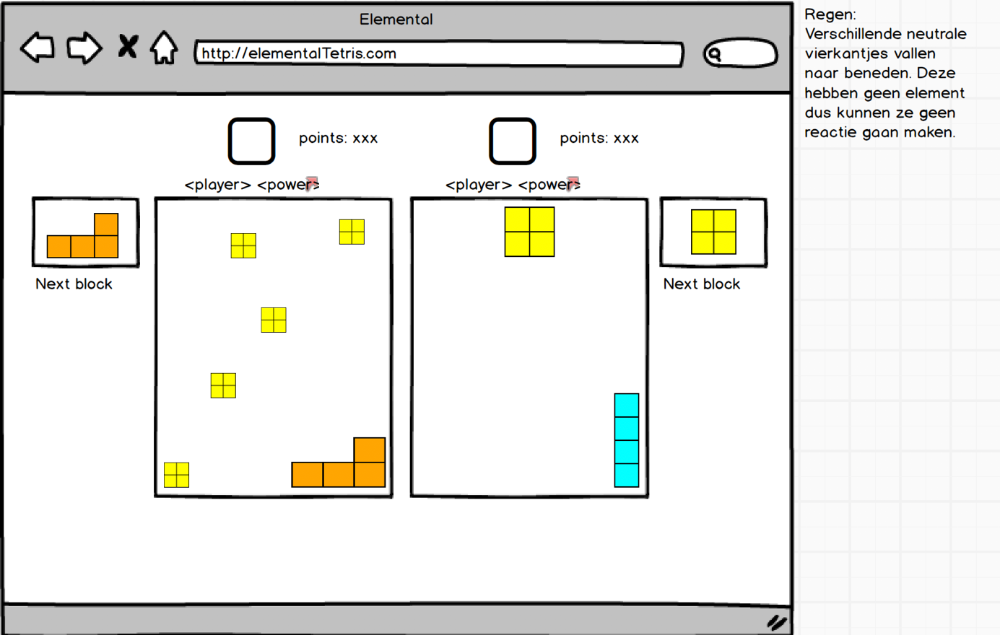 Elemental
http://elementalTetris.com
points: xxx
points: xxx
<player> <power>
<player> <power>
Next block
Next block
Regen:
Verschillende neutrale
vierkantjes vallen
naar beneden. Deze
hebben geen element
dus kunnen ze geen
reactie gaan maken.